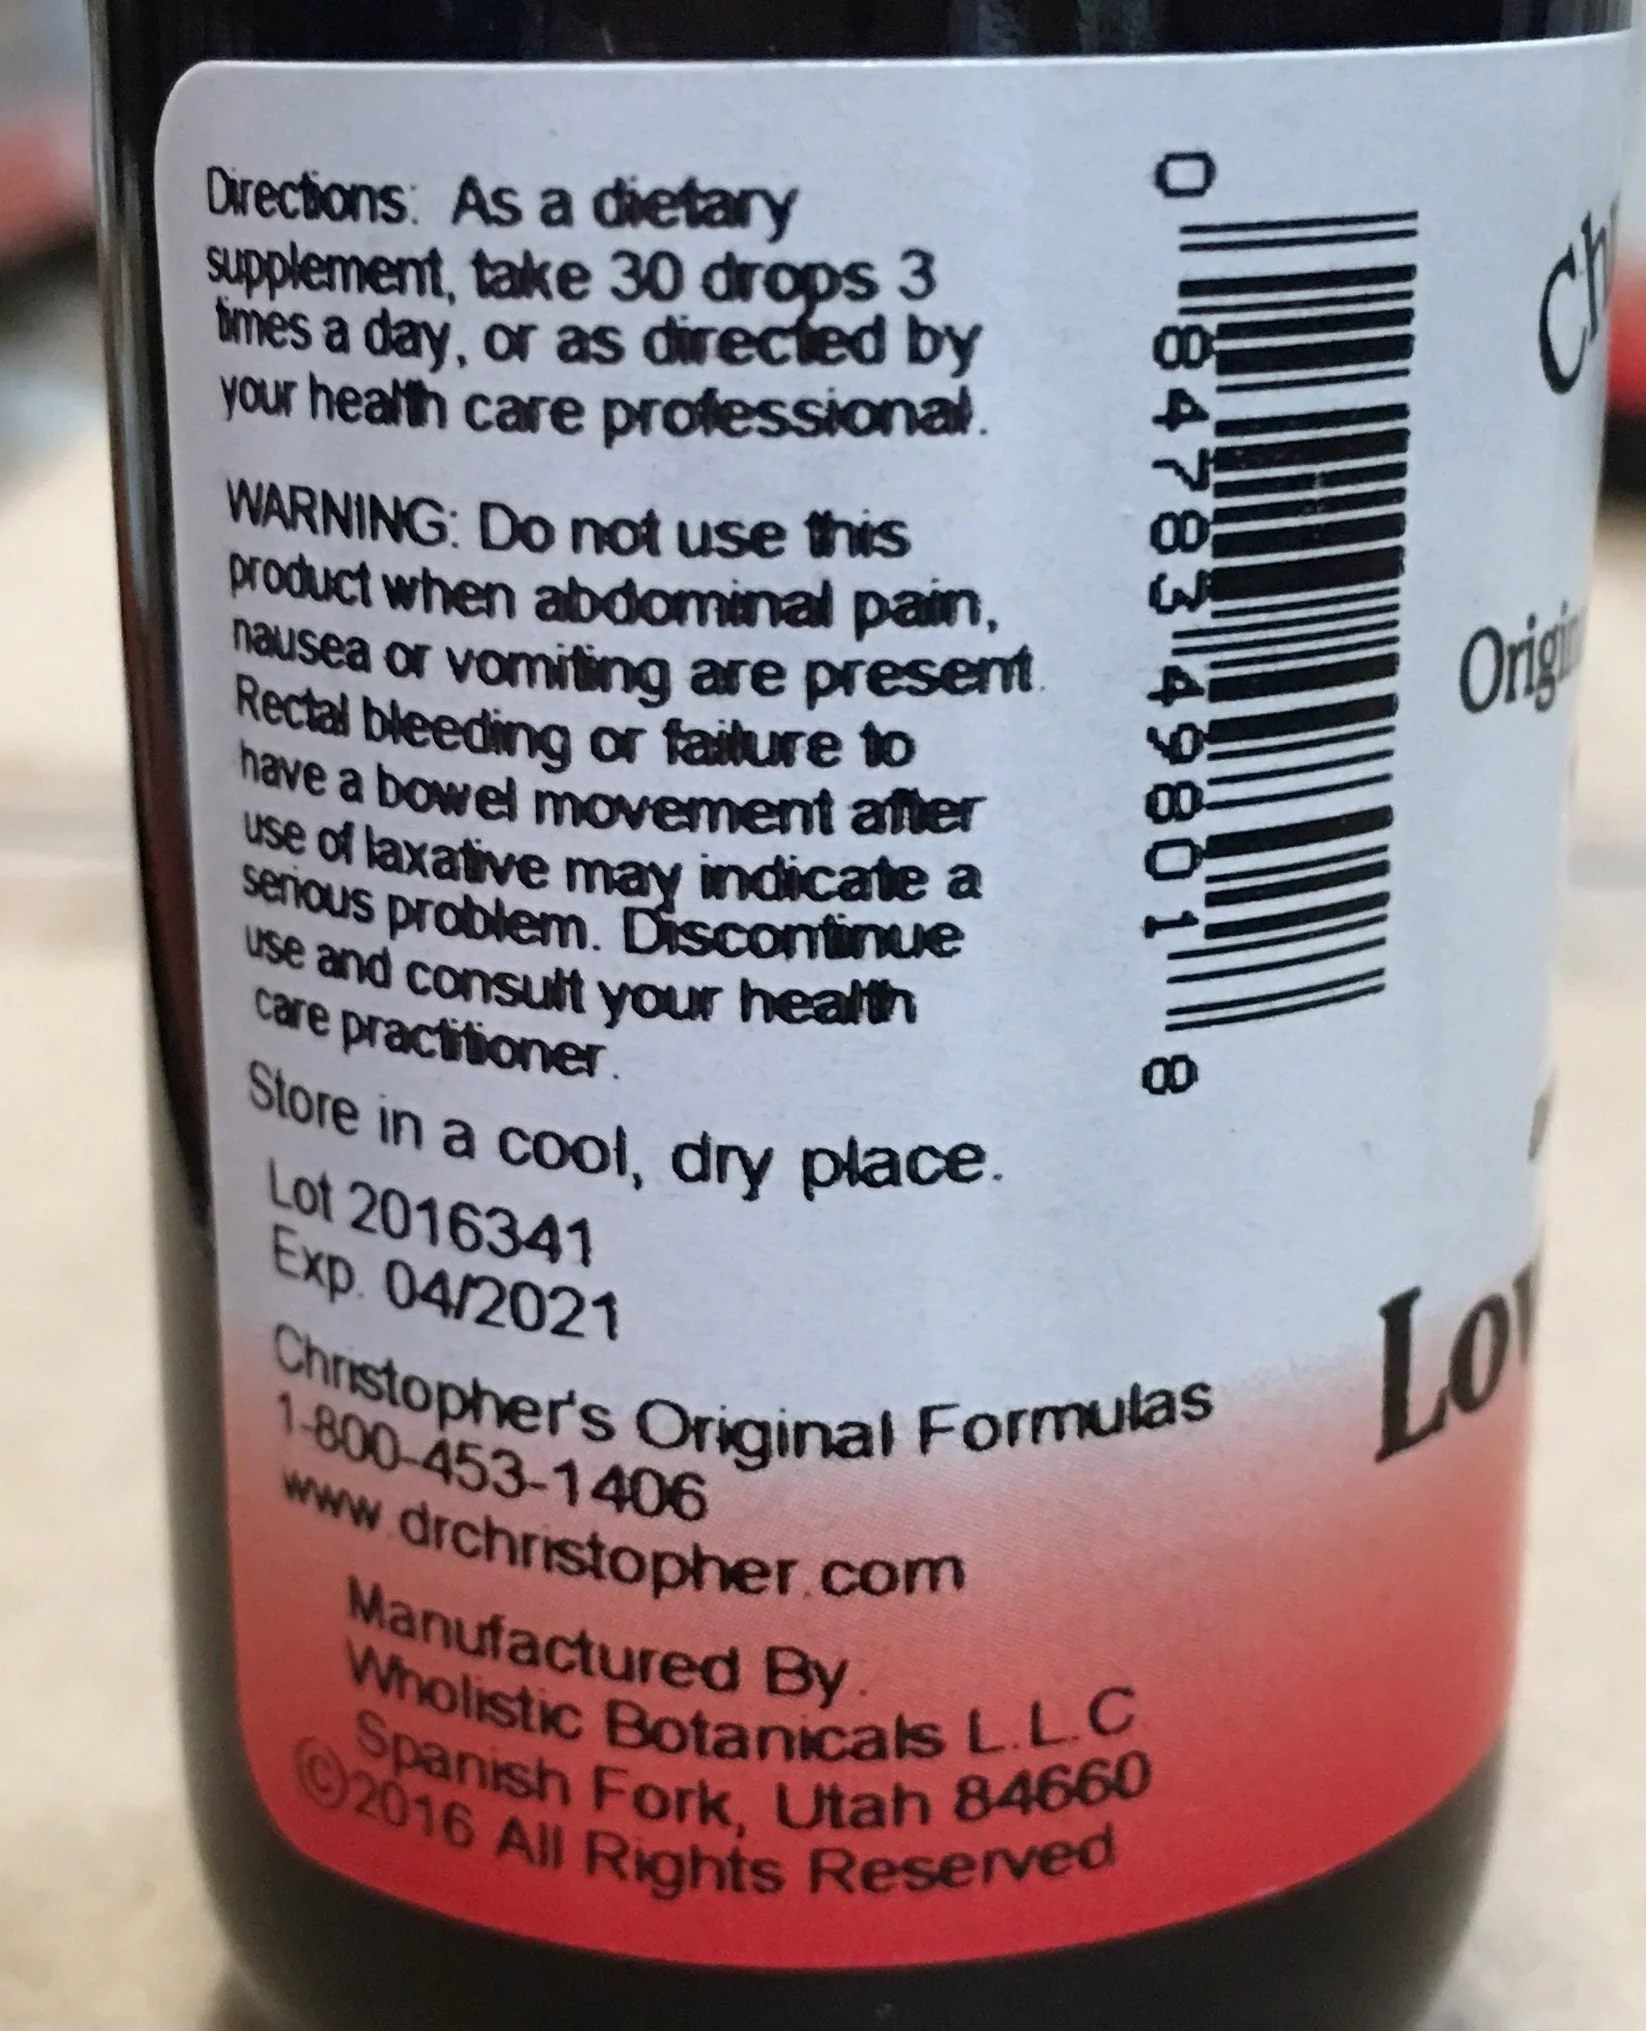 Directions: As a dietary
supplement, take 30 drops 3
times a day, or as directed by
your health care professional.
WARNING: Do not use this
product when abdominal pain,
nausea or vomiting are present.
Rectal bleeding or failure to
have a bowel movement after
use of laxative may indicate a
serious problem. Discontinue
use and consult your health
care practitioner.
Store in a cool, dry place.
Lot 2016341
Exp. 04/2021
Christopher's Original Formulas
1-800-453-1406
www.drchristopher.com
Manufactured By.
Wholistic Botanicals L.L.C
Spanish Fork, Utah 84660
©2016 All Rights Reserved
0 84783 49801 8